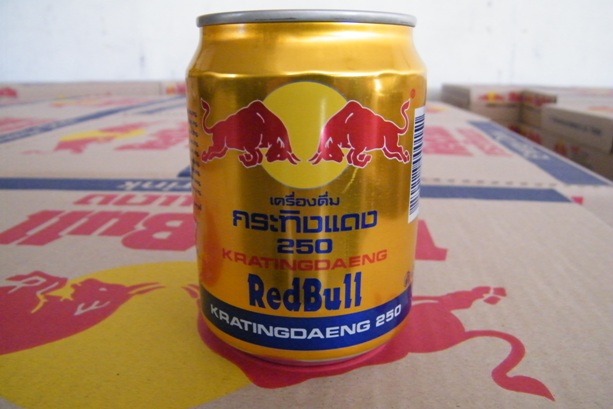 เครื่องดื่ม
กระทิงแดง
250
KRATINGDAENG
RedBull
KRATINGDAENG 250
Bull